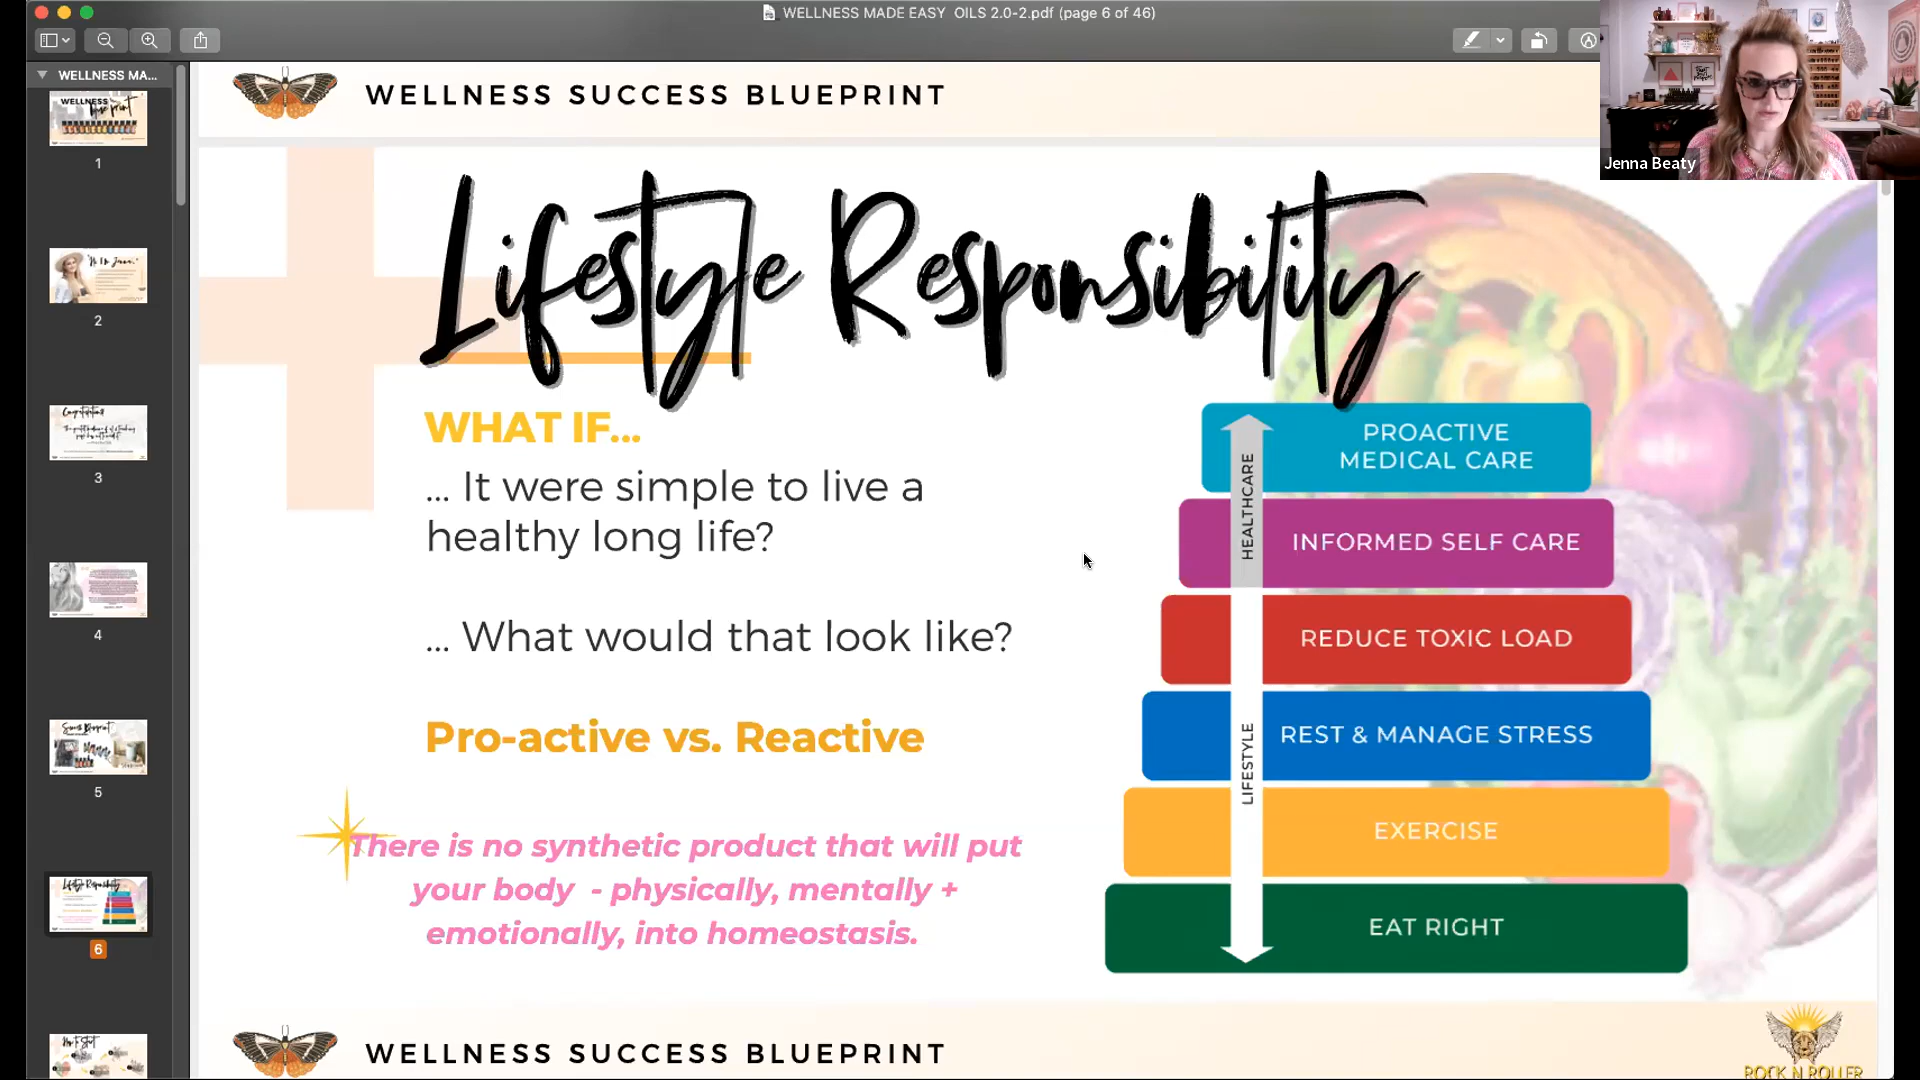 WELLNESS MADE EASY OILS 2.0-2.pdf (page 6 of 46)
WELLNESS MA...
WELLNESS
1
2
3
4
5
6
Jenna Beaty
WELLNESS SUCCESS BLUEPRINT
Lifestyle Responsibility
WHAT IF...
... It were simple to live a
healthy long life?
... What would that look like?
Pro-active vs. Reactive
There is no synthetic product that will put
your body - physically, mentally +
emotionally, into homeostasis.
HEALTHCARE
LIFESTYLE
PROACTIVE
MEDICAL CARE
INFORMED SELF CARE
REDUCE TOXIC LOAD
REST & MANAGE STRESS
EXERCISE
EAT RIGHT
WELLNESS SUCCESS BLUEPRINT
ROCK N ROLLER